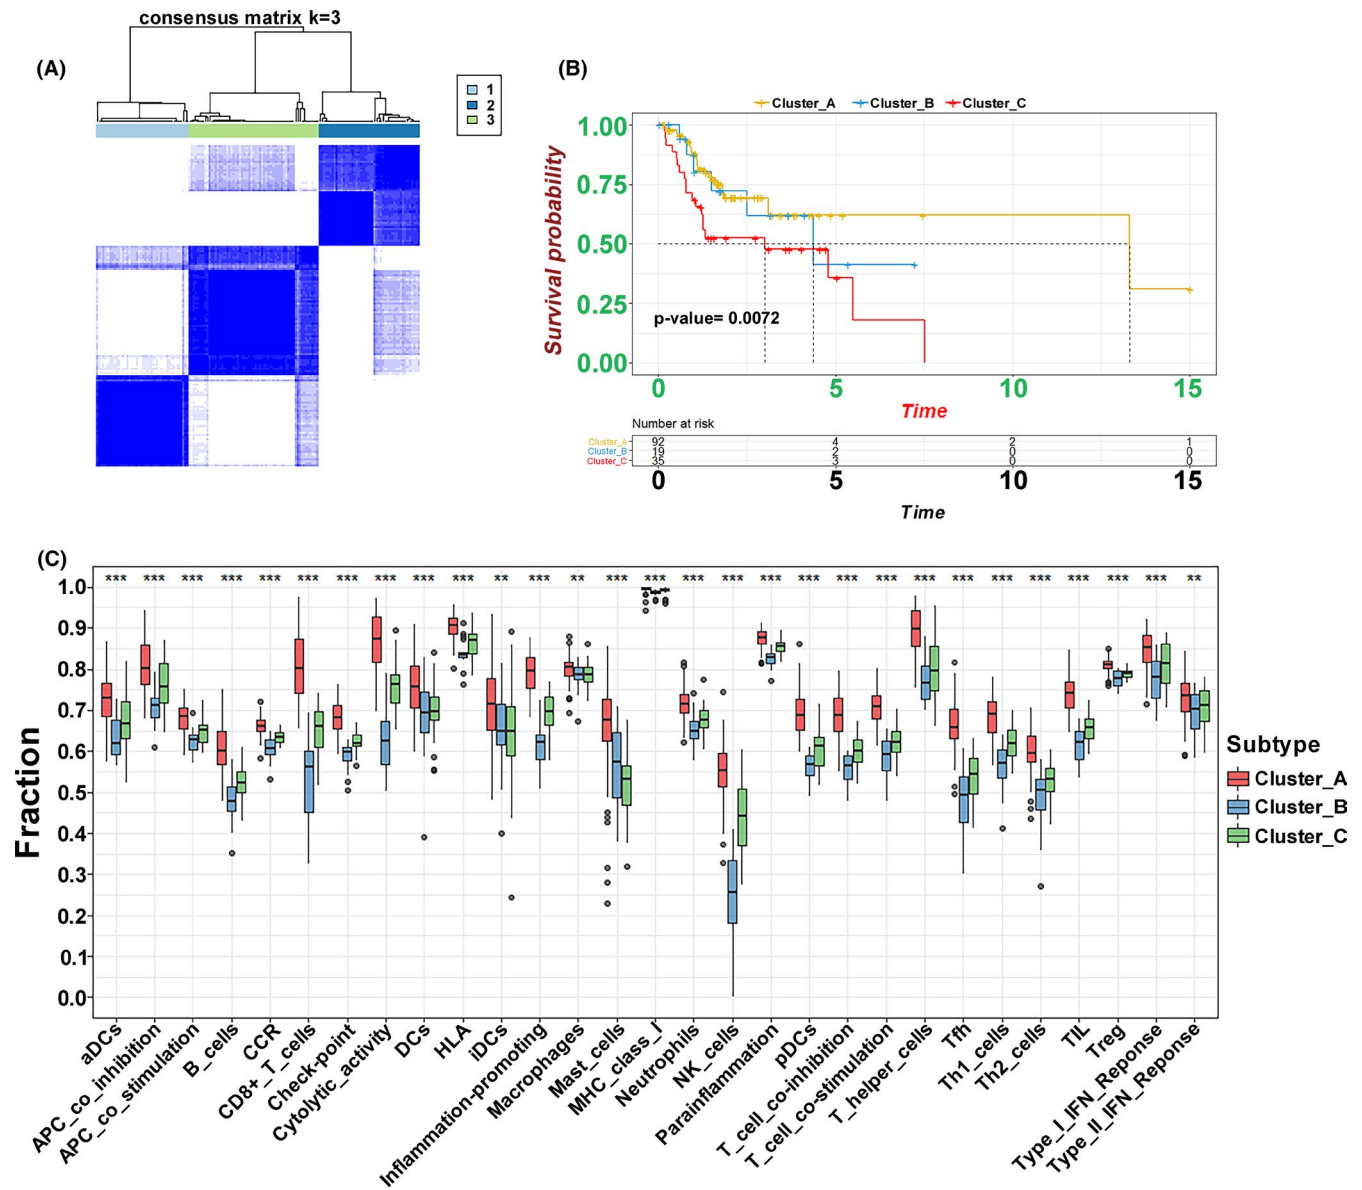 (A)
consensus matrix k=3
1
2
3
(B)
Cluster_A Cluster_B Cluster_C
Survival probability
1.00
0.75
0.50
0.25
0.00
p-value= 0.0072
0 5 10 15
Time
Number at risk
Cluster_A 92 4 2 1
Cluster_B 19 2 0 0
Cluster_C 35 3 0 0
0 5 10 15
Time
(C)
*** *** *** *** *** *** *** *** *** *** ** *** ** *** *** *** *** *** *** *** *** *** *** *** *** *** *** *** **
Fraction
1.0
0.9
0.8
0.7
0.6
0.5
0.4
0.3
0.2
0.1
0.0
Subtype
Cluster_A
Cluster_B
Cluster_C
aDCs
APC_co_inhibition
APC_co_stimulation
B_cells
CCR
CD8+_T_cells
Check-point
Cytolytic_activity
DCs
HLA
iDCs
Inflammation-promoting
Macrophages
Mast_cells
MHC_class_I
Neutrophils
NK_cells
Parainflammation
pDCs
T_cell_co-inhibition
T_cell_co-stimulation
T_helper_cells
Tfh
Th1_cells
Th2_cells
TIL
Treg
Type_I_IFN_Reponse
Type_II_IFN_Reponse